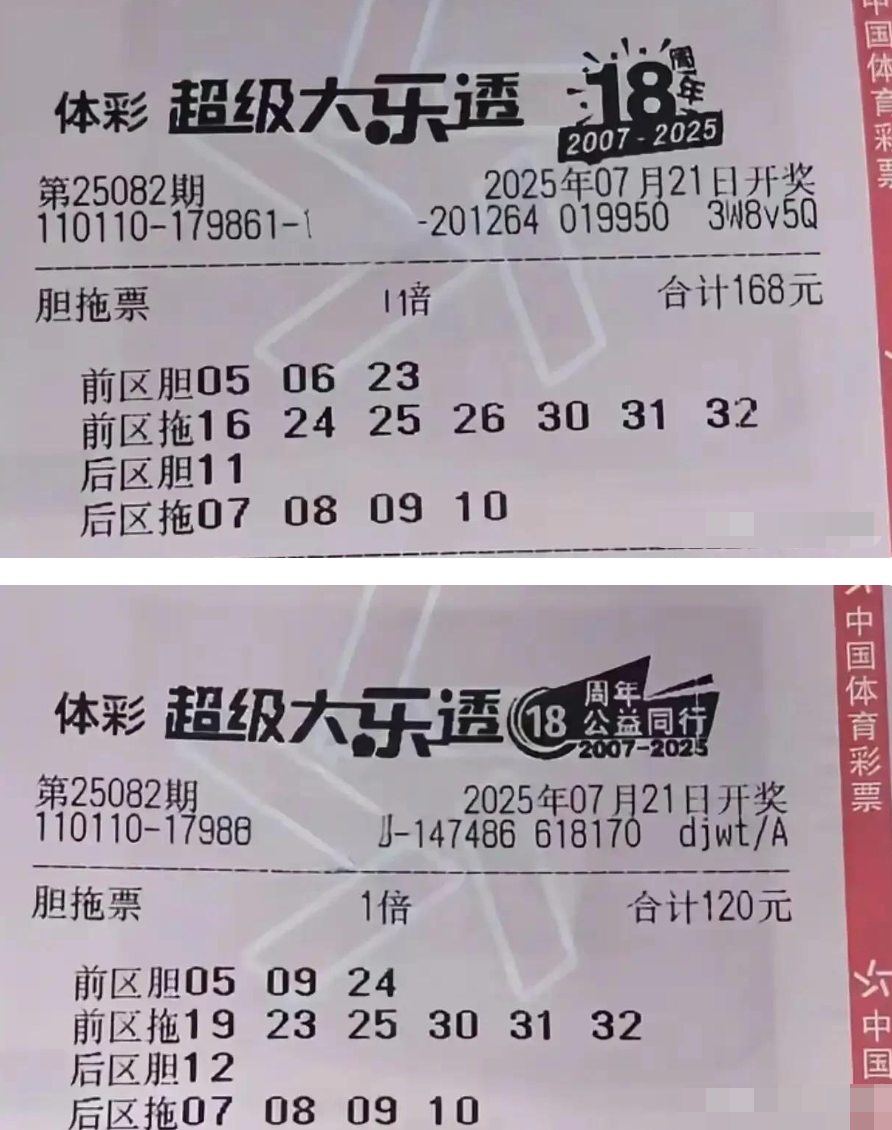 体彩 超级大乐透 18周年
2007-2025
第25082期 2025年07月21日开奖
110110-179861- -201264 019950 3W8v5Q
胆拖票 1倍 合计168元
前区胆05 06 23
前区拖16 24 25 26 30 31 32
后区胆11
后区拖07 08 09 10
中国体育彩票
体彩 超级大乐透 18周年
公益同行
2007-2025
第25082期 2025年07月21日开奖
110110-17988 -147486 618170 djwt/A
胆拖票 1倍 合计120元
前区胆05 09 24
前区拖19 23 25 30 31 32
后区胆12
后区拖07 08 09 10
中国体育彩票
中国